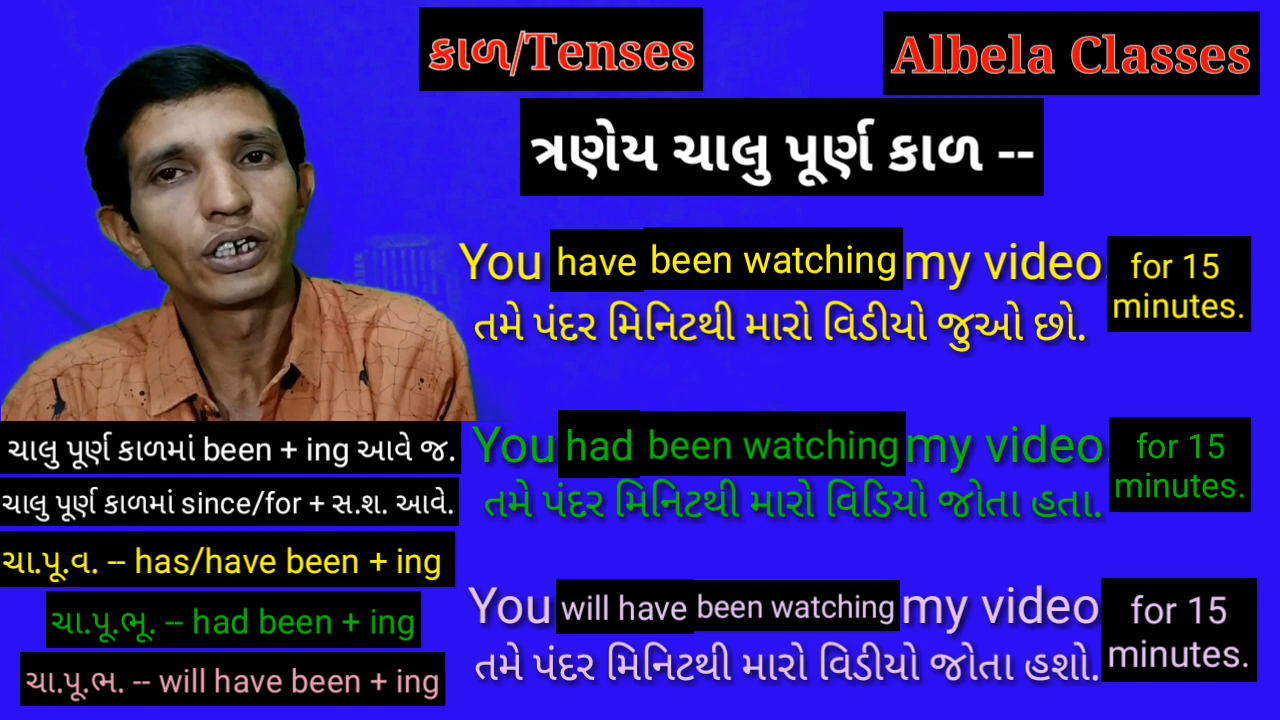 કાળ/Tenses
Albela Classes
ત્રણેય ચાલુ પૂર્ણ કાળ --
You have been watching my video for 15 minutes.
તમે પંદર મિનિટથી મારો વિડીયો જુઓ છો.
You had been watching my video. for 15 minutes.
તમે પંદર મિનિટથી મારો વિડિયો જોતા હતા.
You will have been watching my video for 15 minutes.
તમે પંદર મિનિટથી મારો વિડીયો જોતા હશો.
ચાલુ પૂર્ણ કાળમાં been + ing આવે જ.
ચાલુ પૂર્ણ કાળમાં since/for + સ.શ. આવે.
ચા.પૂ.વ. -- has/have been + ing
ચા.પૂ.ભૂ. -- had been + ing
ચા.પૂ.ભ. -- will have been + ing